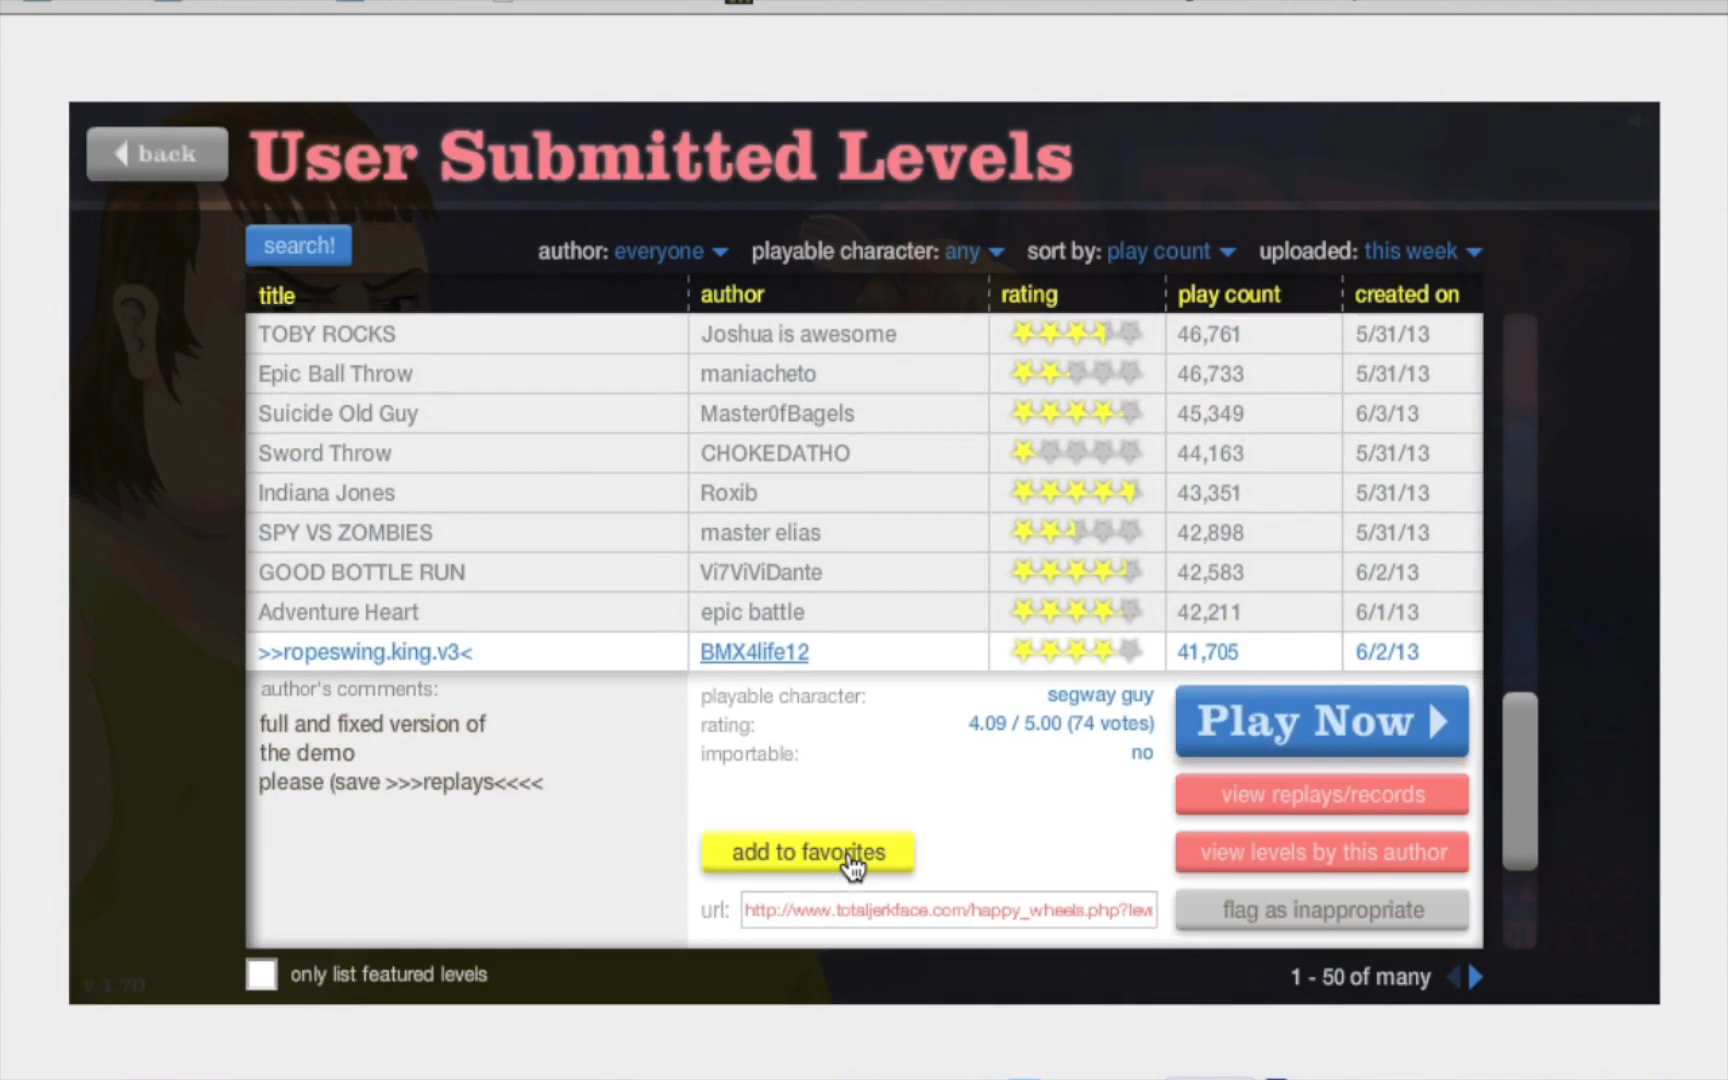 back
User Submitted Levels
search!
author: everyone playable character: any sort by: play count uploaded: this week
title author rating play count created on
TOBY ROCKS Joshua is awesome 46,761 5/31/13
Epic Ball Throw maniacheto 46,733 5/31/13
Suicide Old Guy Master0fBagels 45,349 6/3/13
Sword Throw CHOKEDATHO 44,163 5/31/13
Indiana Jones Roxib 43,351 5/31/13
SPY VS ZOMBIES master elias 42,898 5/31/13
GOOD BOTTLE RUN Vi7ViViDante 42,583 6/2/13
Adventure Heart epic battle 42,211 6/1/13
>>ropeswing.king.v3< BMX4life12 41,705 6/2/13
author's comments:
full and fixed version of
the demo
please (save >>>replays<<<<
playable character: segway guy
rating: 4.09 / 5.00 (74 votes)
importable: no
add to favorites
url: http://www.totaljerkface.com/happy_wheels.php?leve
Play Now
view replays/records
view levels by this author
flag as inappropriate
only list featured levels
1 - 50 of many
v 1.70